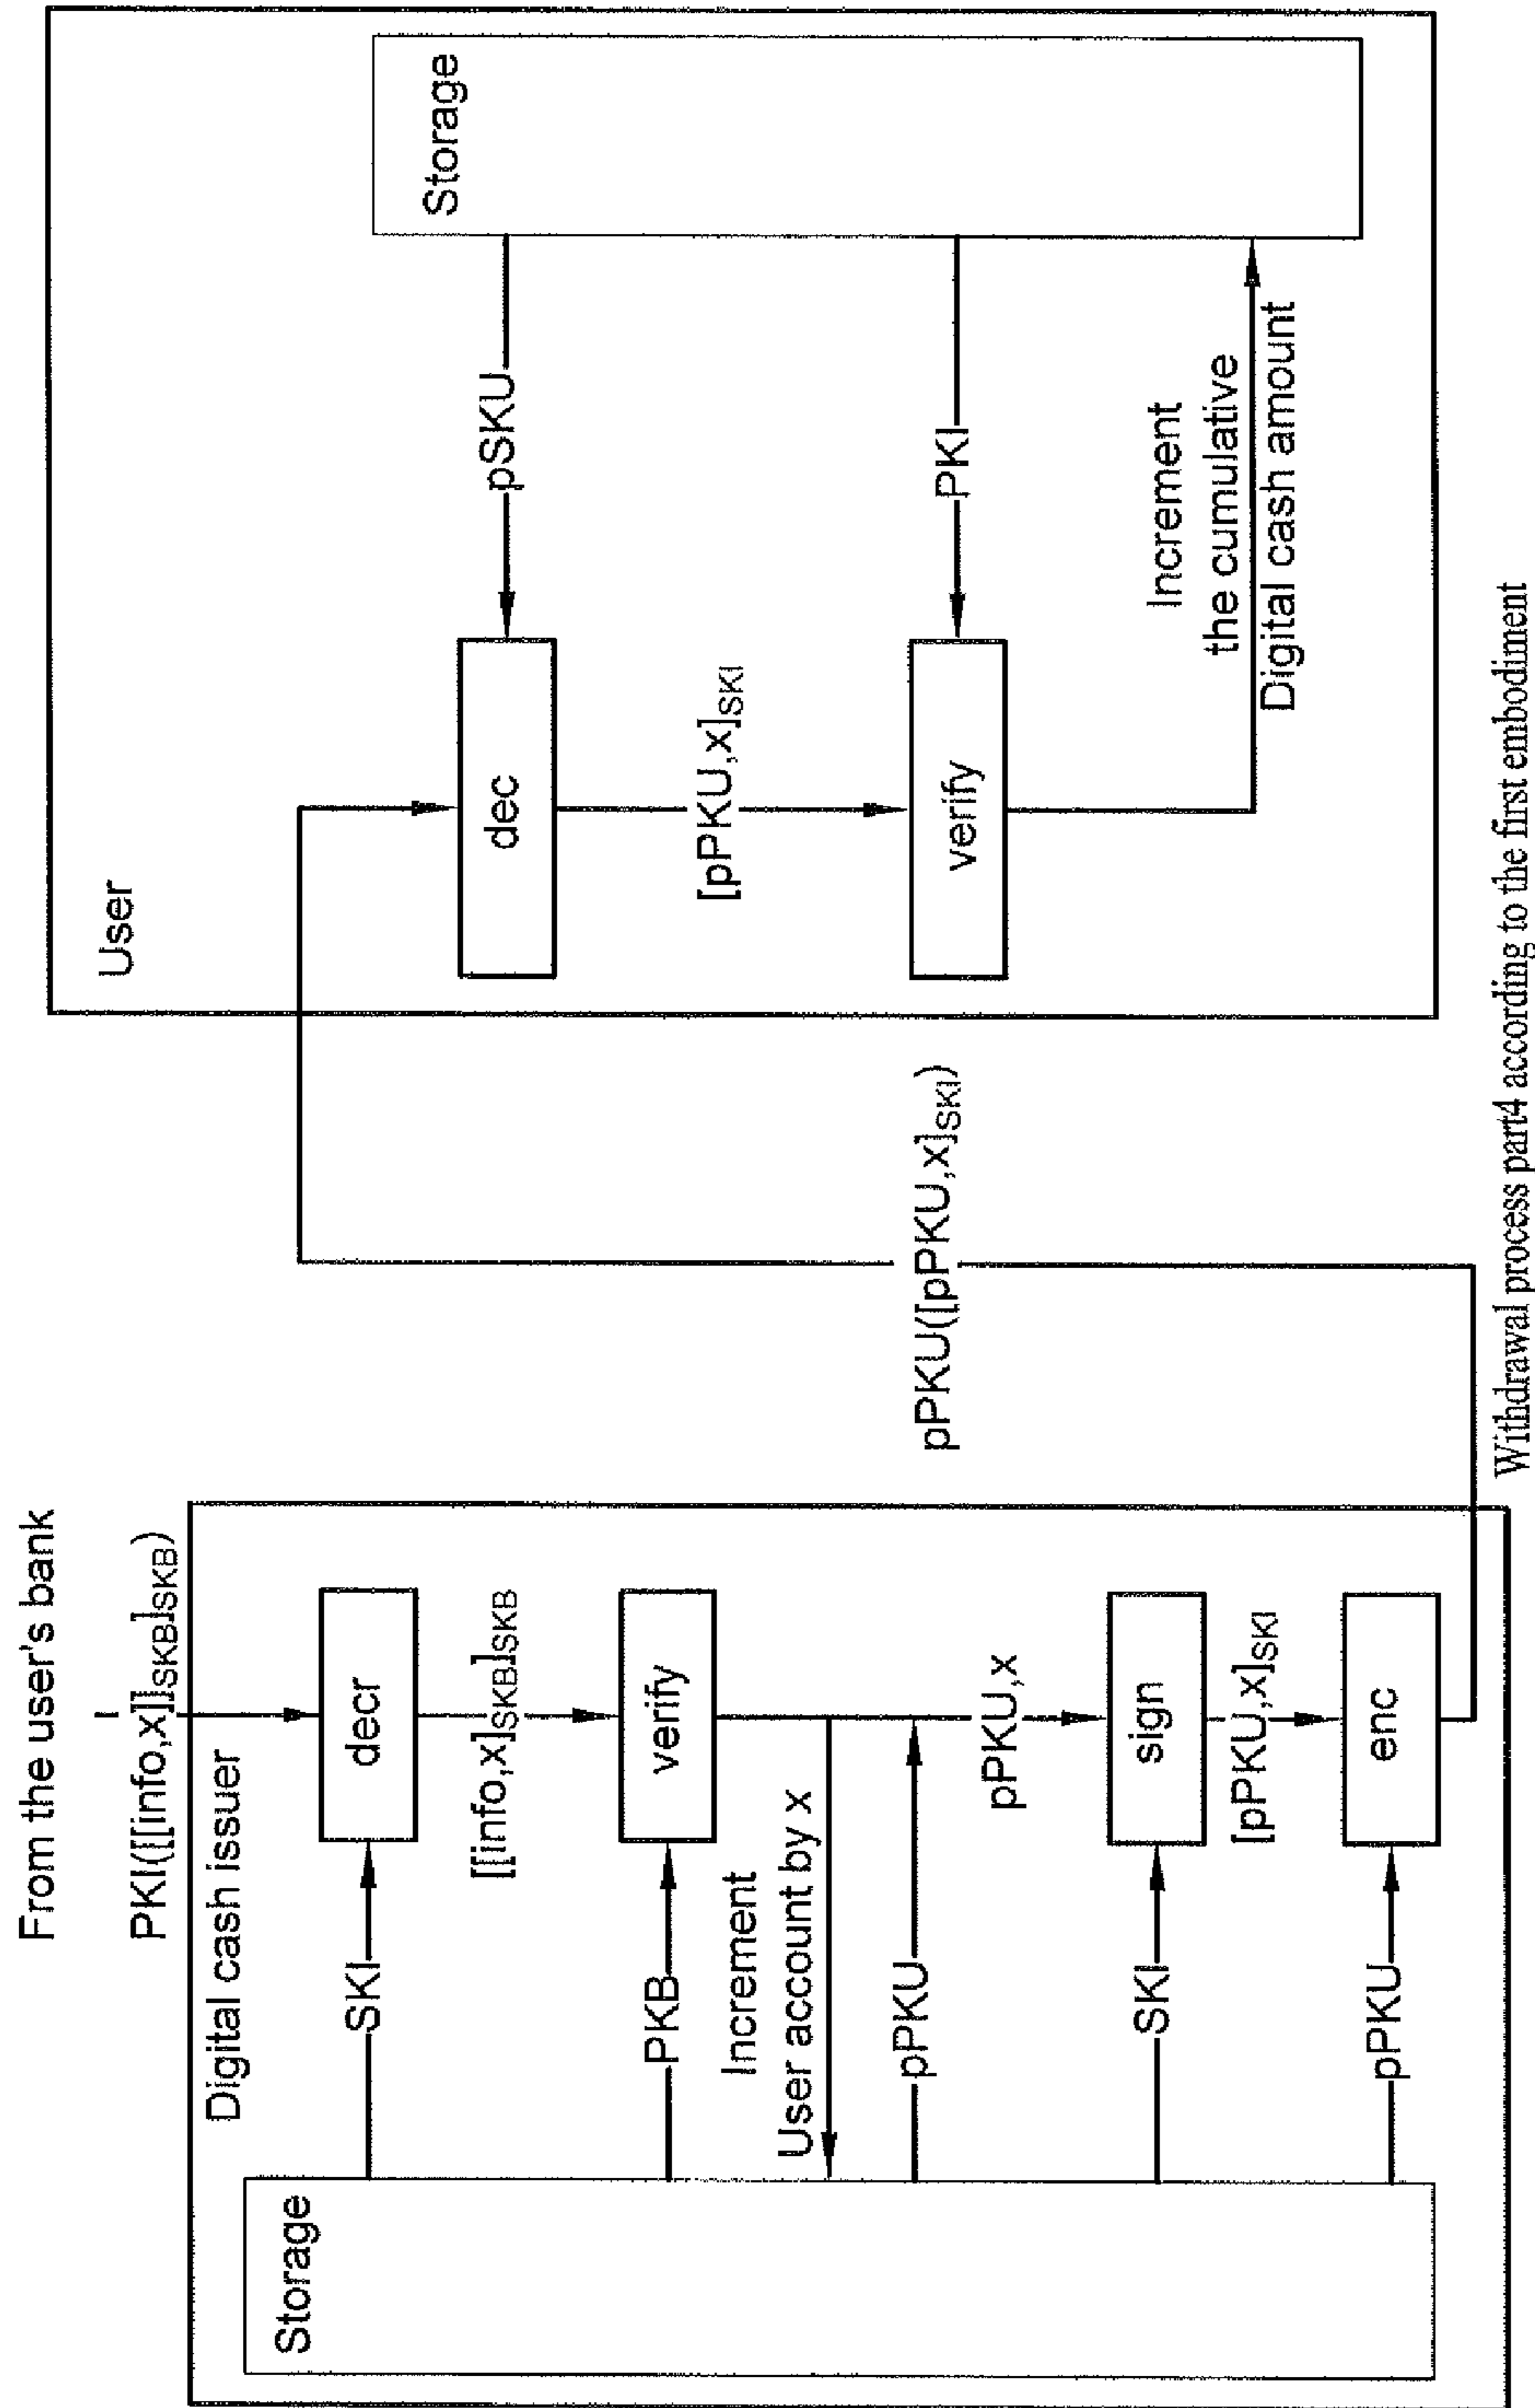 From the user's bank
PKI([[info,x]]SKB]SKB)
Digital cash issuer
Storage
SKI
decr
[[info,x]SKB]SKB
PKB
verify
Increment
User account by x
pPKU
pPKU,x
SKI
sign
[pPKU,x]SKI
pPKU
enc
pPKU([pPKU,x]SKI)
User
Storage
pSKU
dec
[pPKU,x]SKI
PKI
verify
Increment
the cumulative
Digital cash amount
Withdrawal process part4 according to the first embodiment